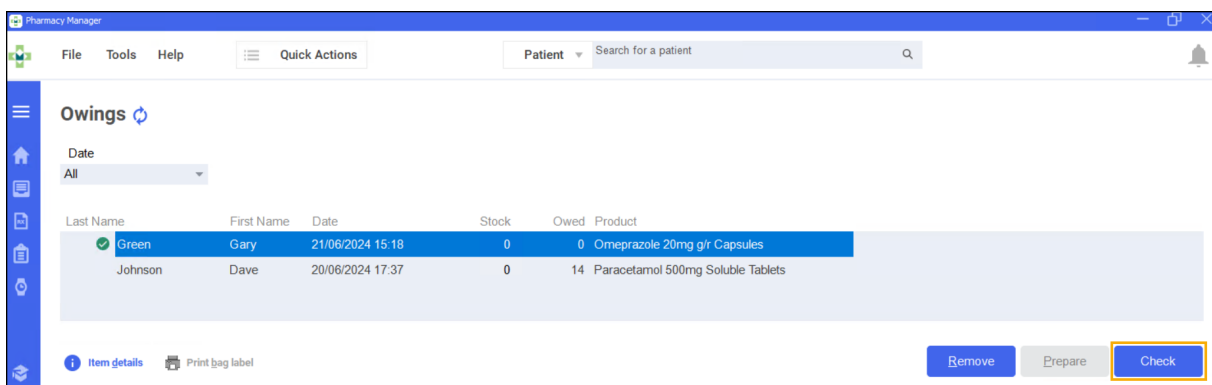 Pharmacy Manager
File Tools Help Quick Actions Patient Search for a patient
Owings
Date
All
Last Name First Name Date Stock Owed Product
Green Gary 21/06/2024 15:18 0 0 Omeprazole 20mg g/r Capsules
Johnson Dave 20/06/2024 17:37 0 14 Paracetamol 500mg Soluble Tablets
Item details Print bag label Remove Prepare Check